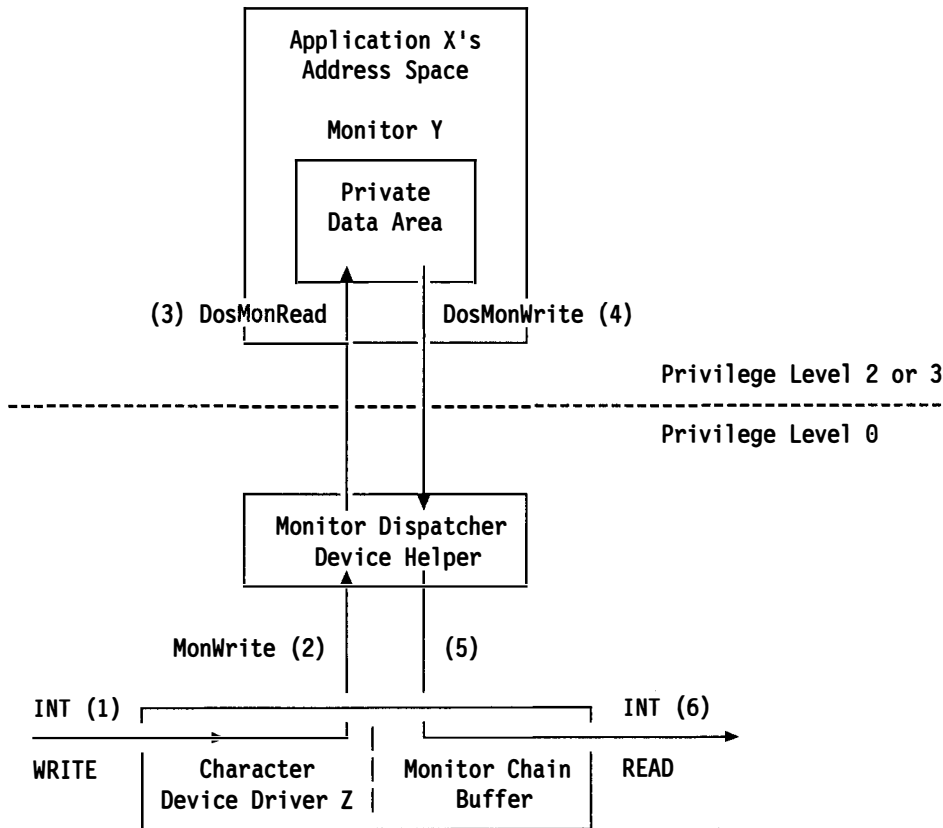 Application X's
Address Space
Monitor Y
Private
Data Area
(3) DosMonRead
DosMonWrite (4)
Privilege Level 2 or 3
Privilege Level 0
Monitor Dispatcher
Device Helper
MonWrite (2)
(5)
INT (1)
INT (6)
WRITE
Character
Device Driver Z
Monitor Chain
Buffer
READ